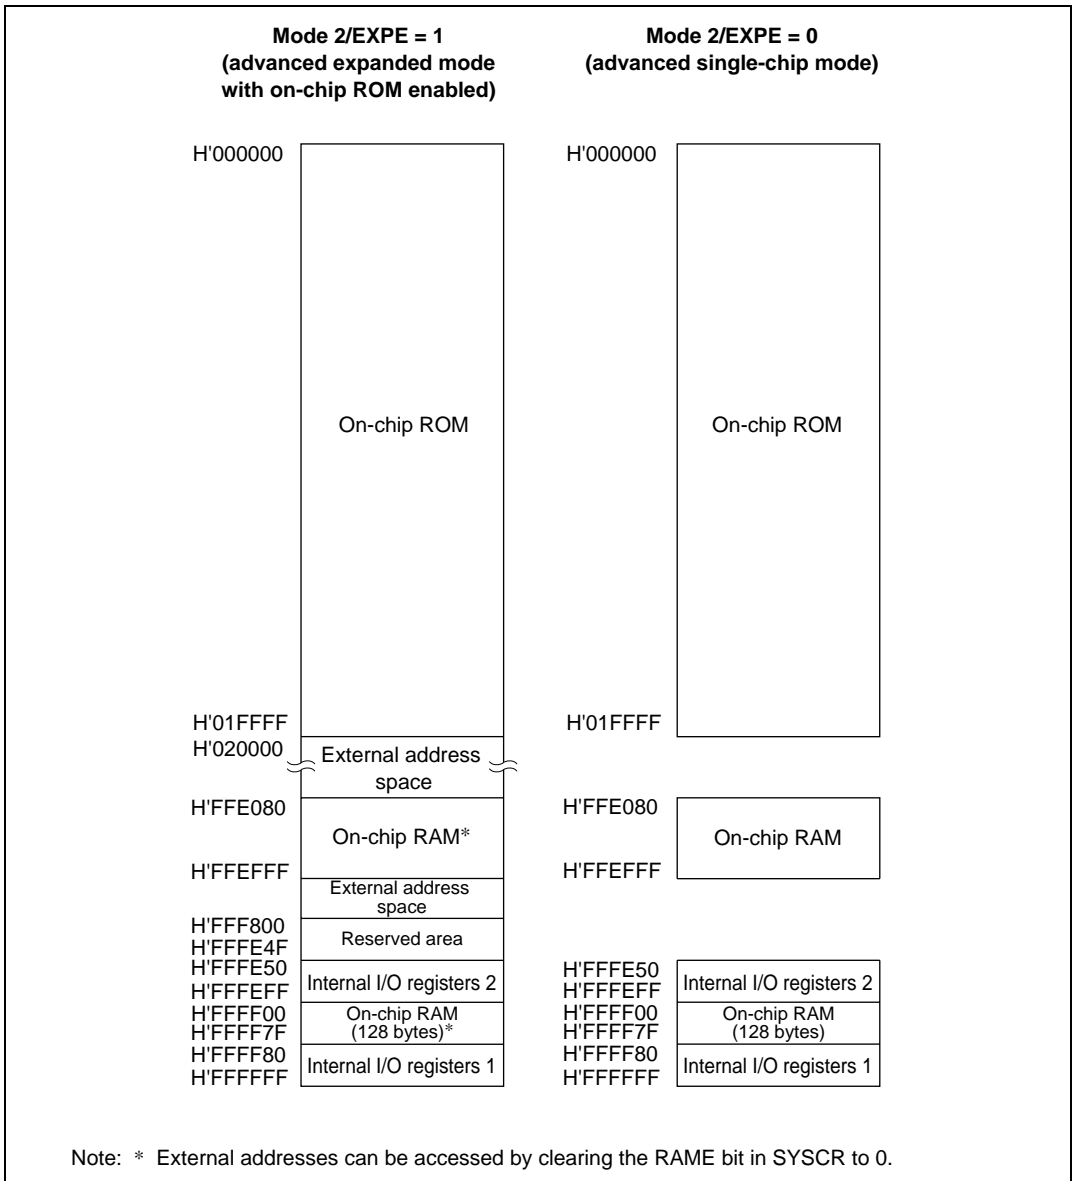 Mode 2/EXPE = 1
(advanced expanded mode
with on-chip ROM enabled)
Mode 2/EXPE = 0
(advanced single-chip mode)
H'000000
On-chip ROM
H'01FFFF
H'020000
External address
space
H'FFE080
On-chip RAM*
H'FFEFFF
External address
space
H'FFF800
Reserved area
H'FFFE4F
H'FFFE50
Internal I/O registers 2
H'FFFEFF
H'FFFF00
On-chip RAM
(128 bytes)*
H'FFFF7F
H'FFFF80
Internal I/O registers 1
H'FFFFFF
H'000000
On-chip ROM
H'01FFFF
H'FFE080
On-chip RAM
H'FFEFFF
H'FFFE50
Internal I/O registers 2
H'FFFEFF
H'FFFF00
On-chip RAM
(128 bytes)
H'FFFF7F
H'FFFF80
Internal I/O registers 1
H'FFFFFF
Note: * External addresses can be accessed by clearing the RAME bit in SYSCR to 0.